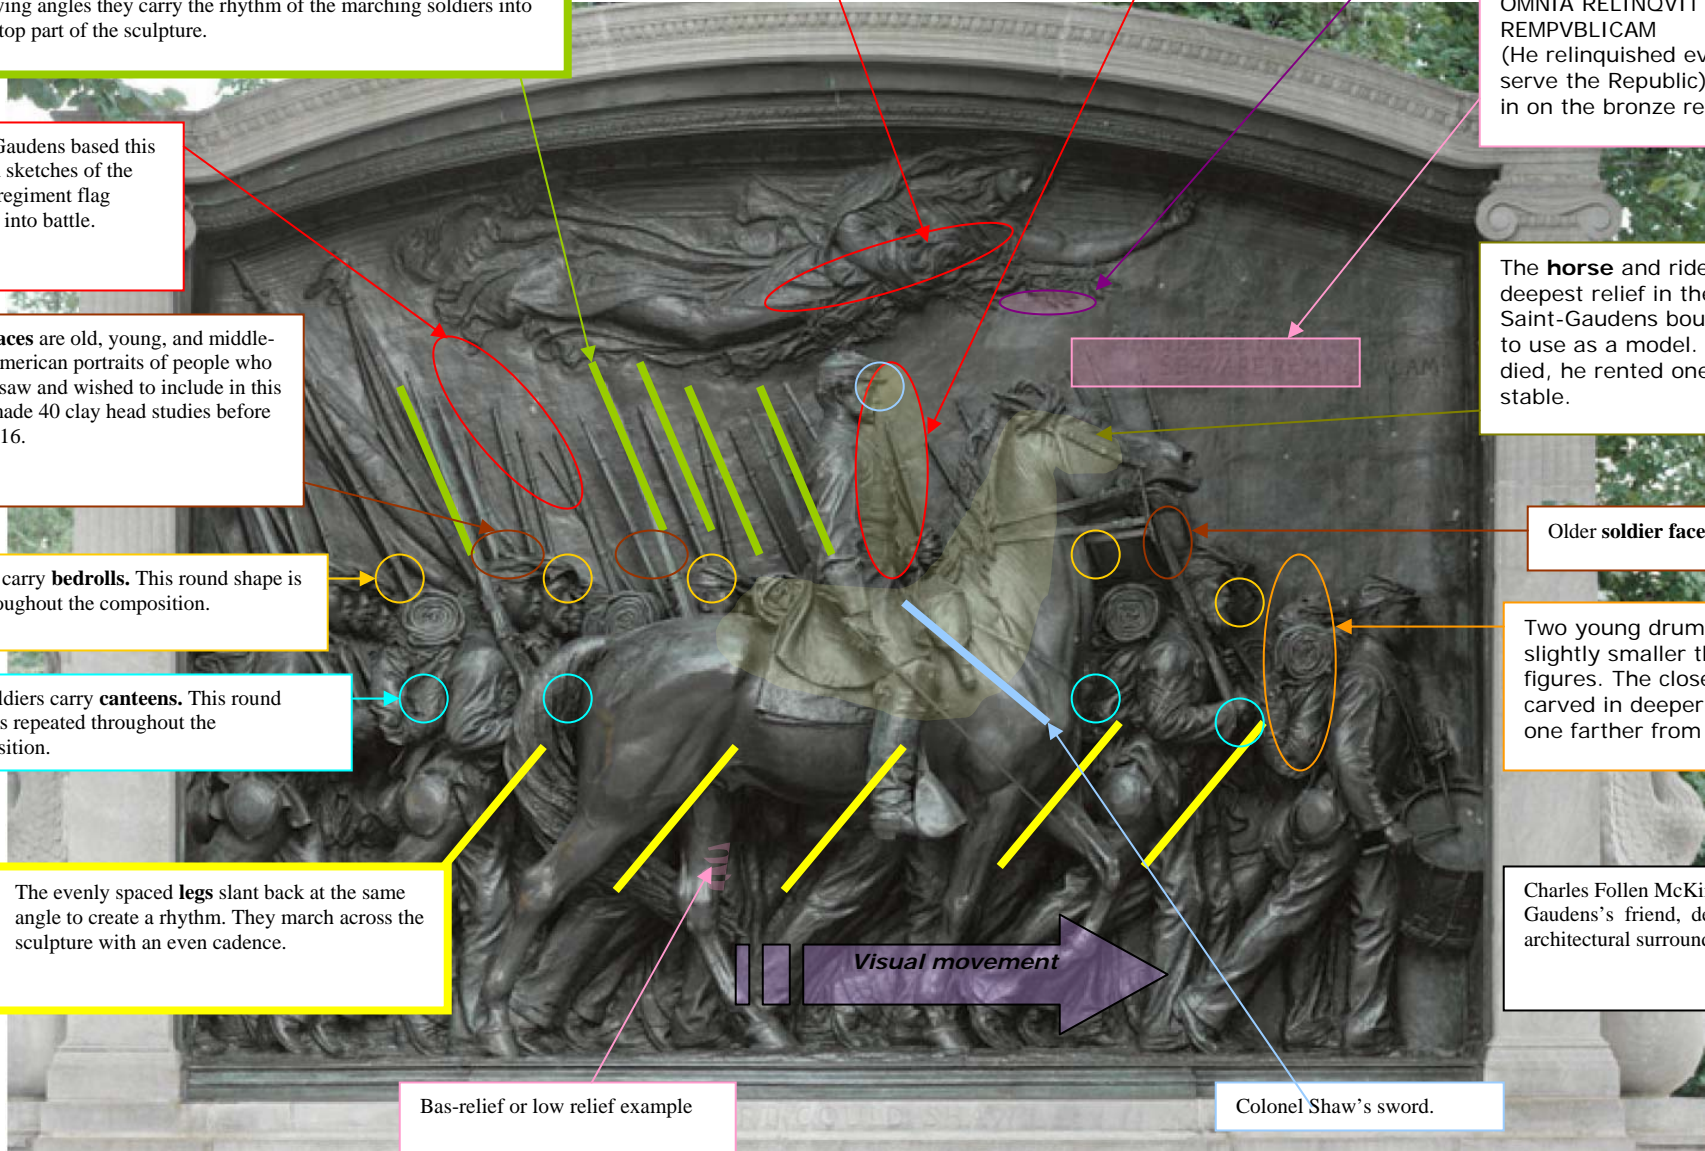 ying angles they carry the rhythm of the marching soldiers into
top part of the sculpture.
OMNIA RELINQVIT
REMPVBLICAM
(He relinquished ev
serve the Republic)
in on the bronze re
Gaudens based this
sketches of the
regiment flag
into battle.
The horse and ride
deepest relief in the
Saint-Gaudens bou
to use as a model.
died, he rented one
stable.
aces are old, young, and middle-
merican portraits of people who
saw and wished to include in this
nade 40 clay head studies before
16.
Older soldier face
carry bedrolls. This round shape is
oughout the composition.
Two young drum
slightly smaller th
figures. The close
carved in deeper
one farther from
ldiers carry canteens. This round
s repeated throughout the
sition.
The evenly spaced legs slant back at the same
angle to create a rhythm. They march across the
sculpture with an even cadence.
Charles Follen McKi
Gaudens's friend, de
architectural surround
Visual movement
Bas-relief or low relief example
Colonel Shaw's sword.